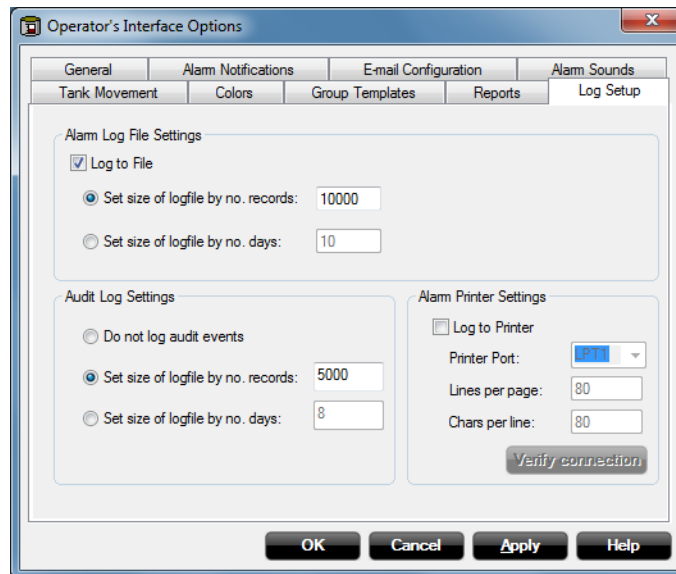 Operator's Interface Options
General Alarm Notifications E-mail Configuration Alarm Sounds
Tank Movement Colors Group Templates Reports Log Setup
Alarm Log File Settings
Log to File
Set size of logfile by no. records: 10000
Set size of logfile by no. days: 10
Audit Log Settings
Do not log audit events
Set size of logfile by no. records: 5000
Set size of logfile by no. days: 8
Alarm Printer Settings
Log to Printer
Printer Port: LPT1
Lines per page: 80
Chars per line: 80
Verify connection
OK Cancel Apply Help